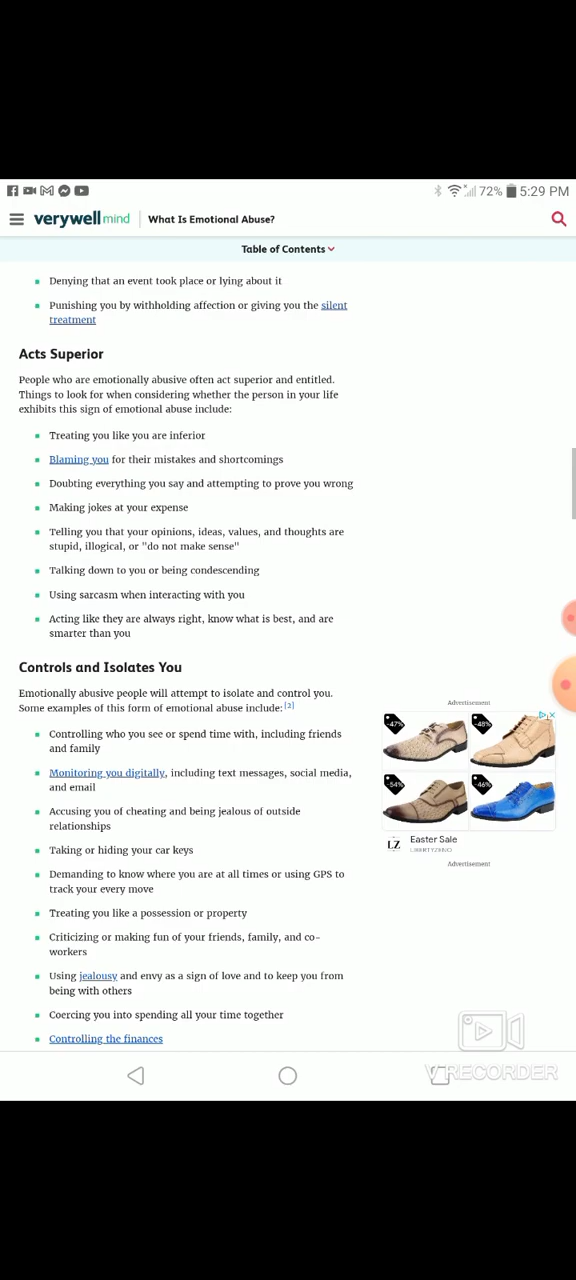 72% 5:29 PM
verywell mind What Is Emotional Abuse?
Table of Contents
Denying that an event took place or lying about it
Punishing you by withholding affection or giving you the silent
treatment
Acts Superior
People who are emotionally abusive often act superior and entitled.
Things to look for when considering whether the person in your life
exhibits this sign of emotional abuse include:
Treating you like you are inferior
Blaming you for their mistakes and shortcomings
Doubting everything you say and attempting to prove you wrong
Making jokes at your expense
Telling you that your opinions, ideas, values, and thoughts are
stupid, illogical, or "do not make sense"
Talking down to you or being condescending
Using sarcasm when interacting with you
Acting like they are always right, know what is best, and are
smarter than you
Controls and Isolates You
Emotionally abusive people will attempt to isolate and control you.
Some examples of this form of emotional abuse include:[2]
Controlling who you see or spend time with, including friends
and family
Monitoring you digitally, including text messages, social media,
and email
Accusing you of cheating and being jealous of outside
relationships
Taking or hiding your car keys
Demanding to know where you are at all times or using GPS to
track your every move
Treating you like a possession or property
Criticizing or making fun of your friends, family, and co-
workers
Using jealousy and envy as a sign of love and to keep you from
being with others
Coercing you into spending all your time together
Controlling the finances
Advertisement
-47% -48%
-54% -46%
LZ Easter Sale
LIBERTYZENO
Advertisement
V RECORDER